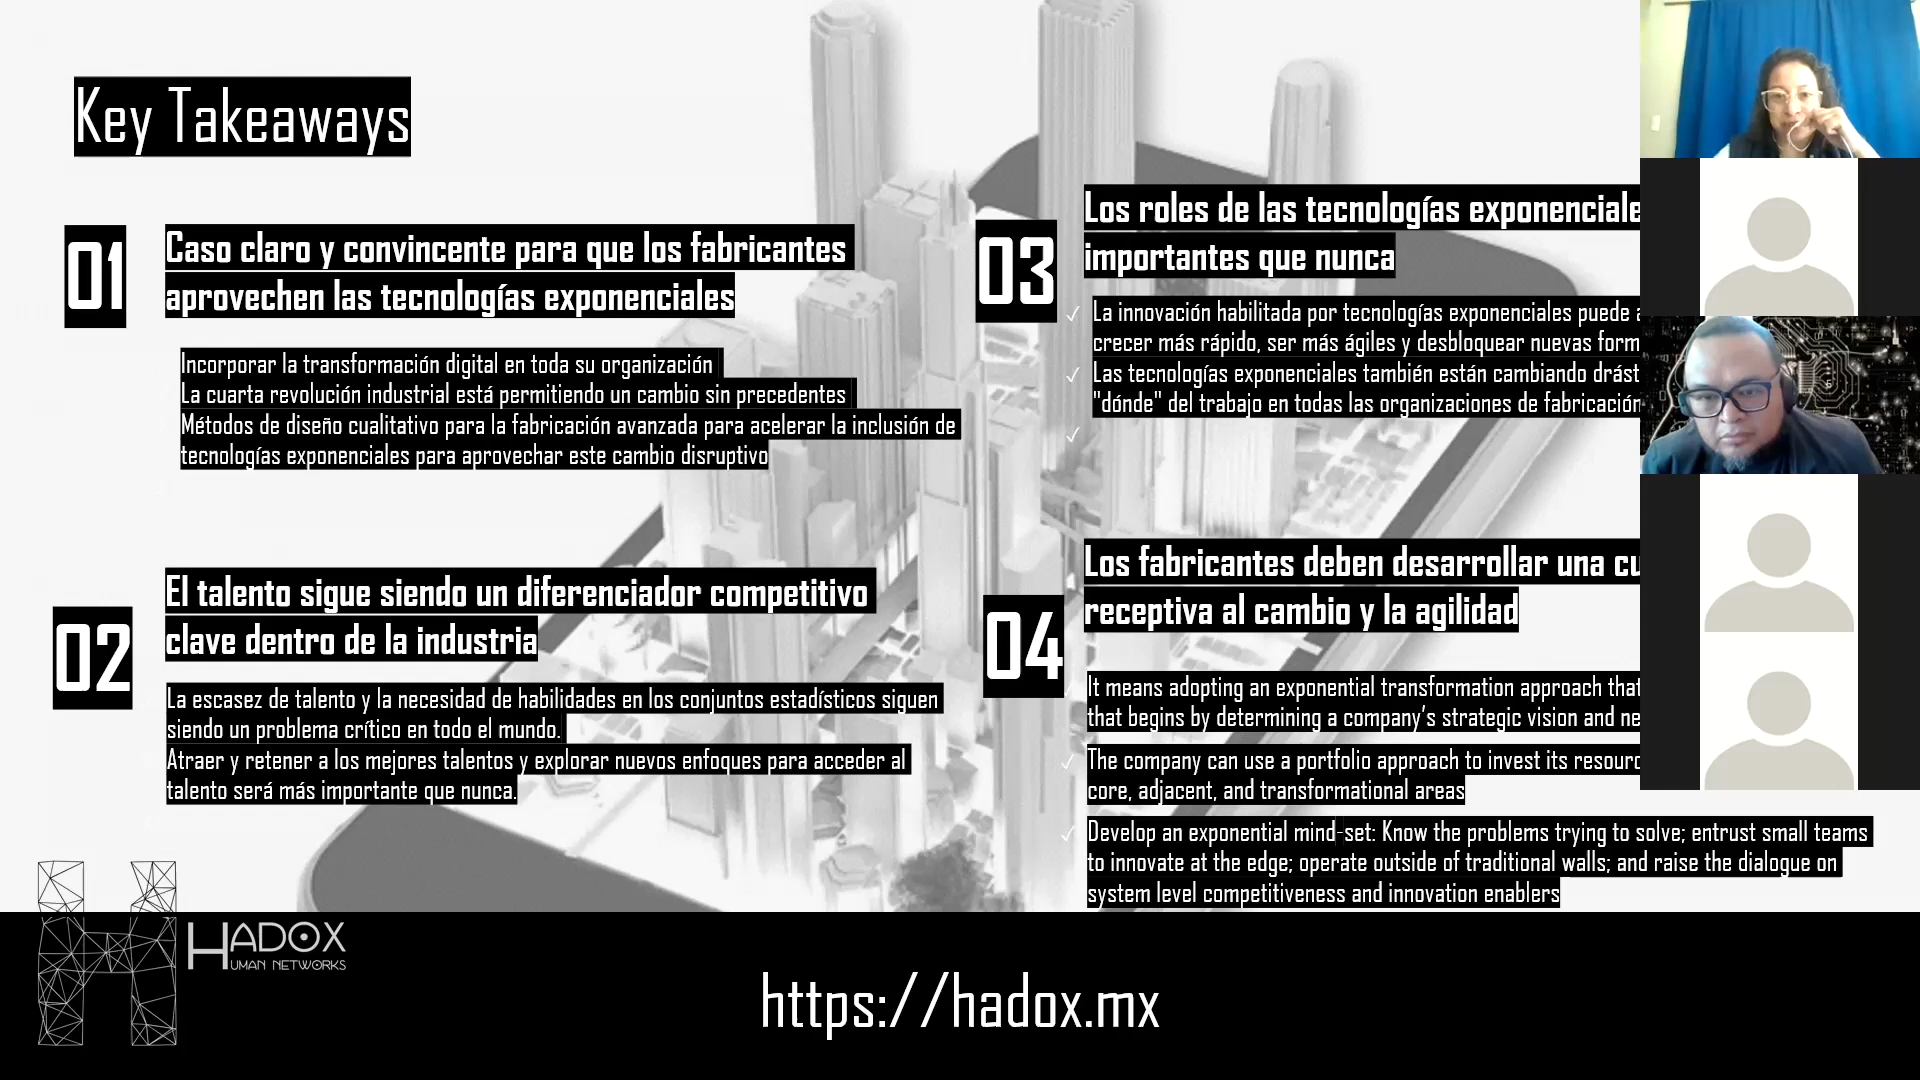 Key Takeaways
01
Caso claro y convincente para que los fabricantes
aprovechen las tecnologías exponenciales
Incorporar la transformación digital en toda su organización
La cuarta revolución industrial está permitiendo un cambio sin precedentes
Métodos de diseño cualitativo para la fabricación avanzada para acelerar la inclusión de
tecnologías exponenciales para aprovechar este cambio disruptivo
02
El talento sigue siendo un diferenciador competitivo
clave dentro de la industria
La escasez de talento y la necesidad de habilidades en los conjuntos estadísticos siguen
siendo un problema crítico en todo el mundo.
Atraer y retener a los mejores talentos y explorar nuevos enfoques para acceder al
talento será más importante que nunca.
03
Los roles de las tecnologías
importantes que nunca
La innovación habilitada por tecnologías exponenciales puede
crecer más rápido, ser más ágiles y desbloquear nuevas
Las tecnologías exponenciales también están cambiando
"dónde" del trabajo en todas las organizaciones de fabricación
04
Los fabricantes deben desarrollar una
receptiva al cambio y la agilidad
It means adopting an exponential transformation approach that
that begins by determining a company's strategic vision and
The company can use a portfolio approach to invest its
core, adjacent, and transformational areas
Develop an exponential mind-set: Know the problems trying to solve; entrust small teams
to innovate at the edge; operate outside of traditional walls; and raise the dialogue on
system level competitiveness and innovation enablers
HADOX
HUMAN NETWORKS
https://hadox.mx